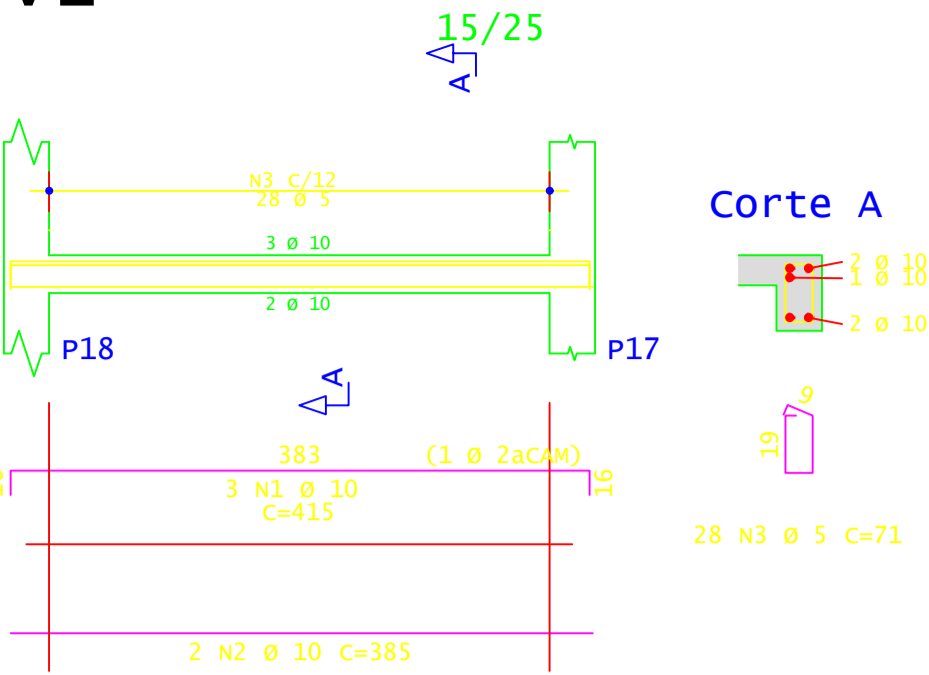 15/25
A
N3 C/12
28 Ø 5
3 Ø 10
2 Ø 10
P18
P17
A
Corte A
2 Ø 10
1 Ø 10
2 Ø 10
9
19
28 N3 Ø 5 C=71
383
(1 Ø 2aCAM)
16
3 N1 Ø 10
C=415
2 N2 Ø 10 C=385